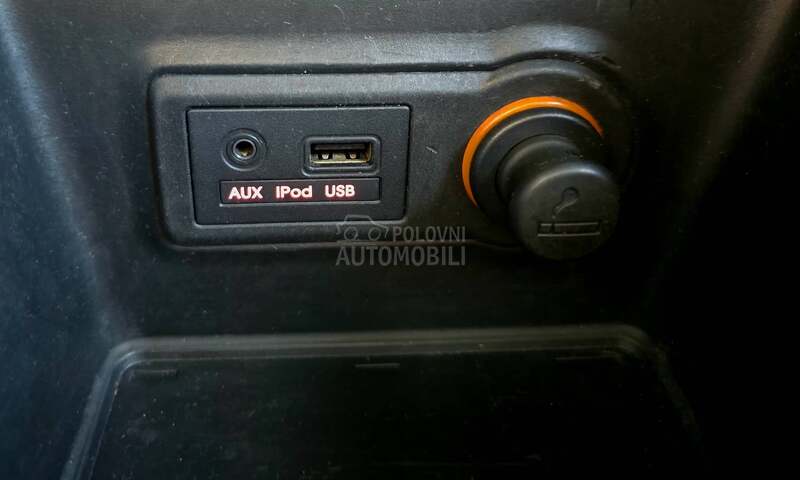 AUX iPod USB
POLOVNI
AUTOMOBILI